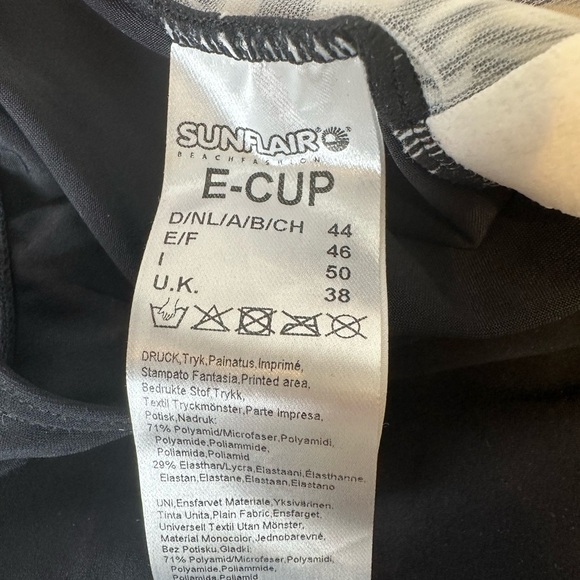 SUNFLAIR®
BEACHFASHION
E-CUP
D/NL/A/B/CH 44
E/F 46
I 50
U.K. 38
DRUCK,Tryk,Painatus,Imprimé,
Stampato Fantasia,Printed area,
Bedrukte Stof,Trykk,
Textil Tryckmönster,Parte Impresa,
Potisk,Nadruk:
71% Polyamid/Microfaser,Polyamidi,
Polyamide,Poliammide,
Poliamida,Poliamid
29% Elasthan/Lycra,Elastaani,Élasthanne,
Elastan,Elastane,Elastaan,Elastano
UNI,Ensfarvet Materiale,Yksivärinen,
Tinta Unita,Plain Fabric,Ensfarget,
Universell Textil Utan Mönster,
Material Monocolor,Jednobarevné,
Bez Potisku,Gladki:
71% Polyamid/Microfaser,Polyamidi,
Polyamide,Poliammide,
Poliamida,Poliamid